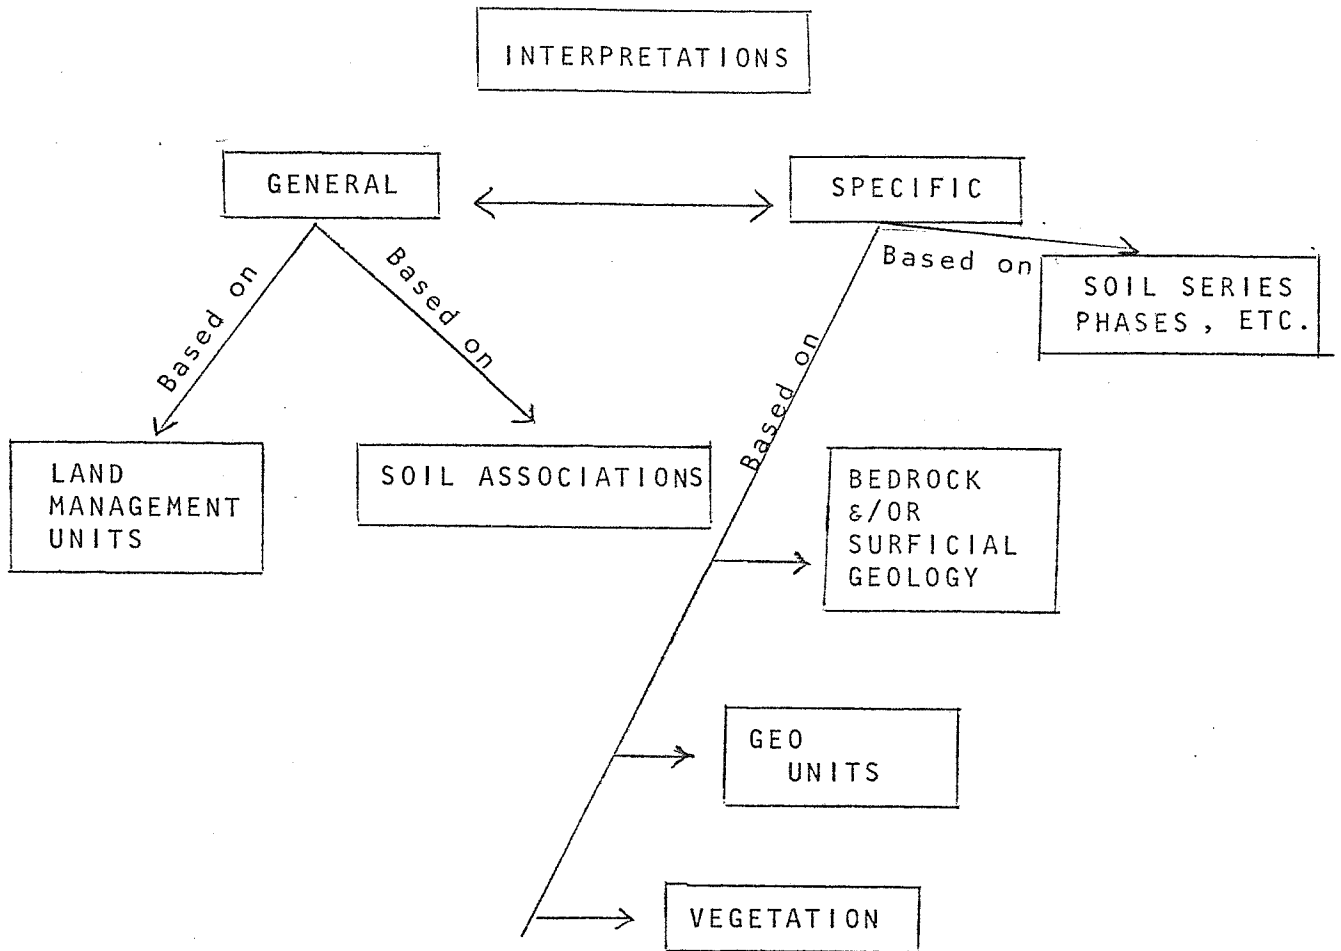 INTERPRETATIONS
GENERAL
SPECIFIC
Based on
Based on
Based on
SOIL SERIES
PHASES, ETC.
Based on
LAND
MANAGEMENT
UNITS
SOIL ASSOCIATIONS
BEDROCK
&/OR
SURFICIAL
GEOLOGY
GEO
UNITS
VEGETATION